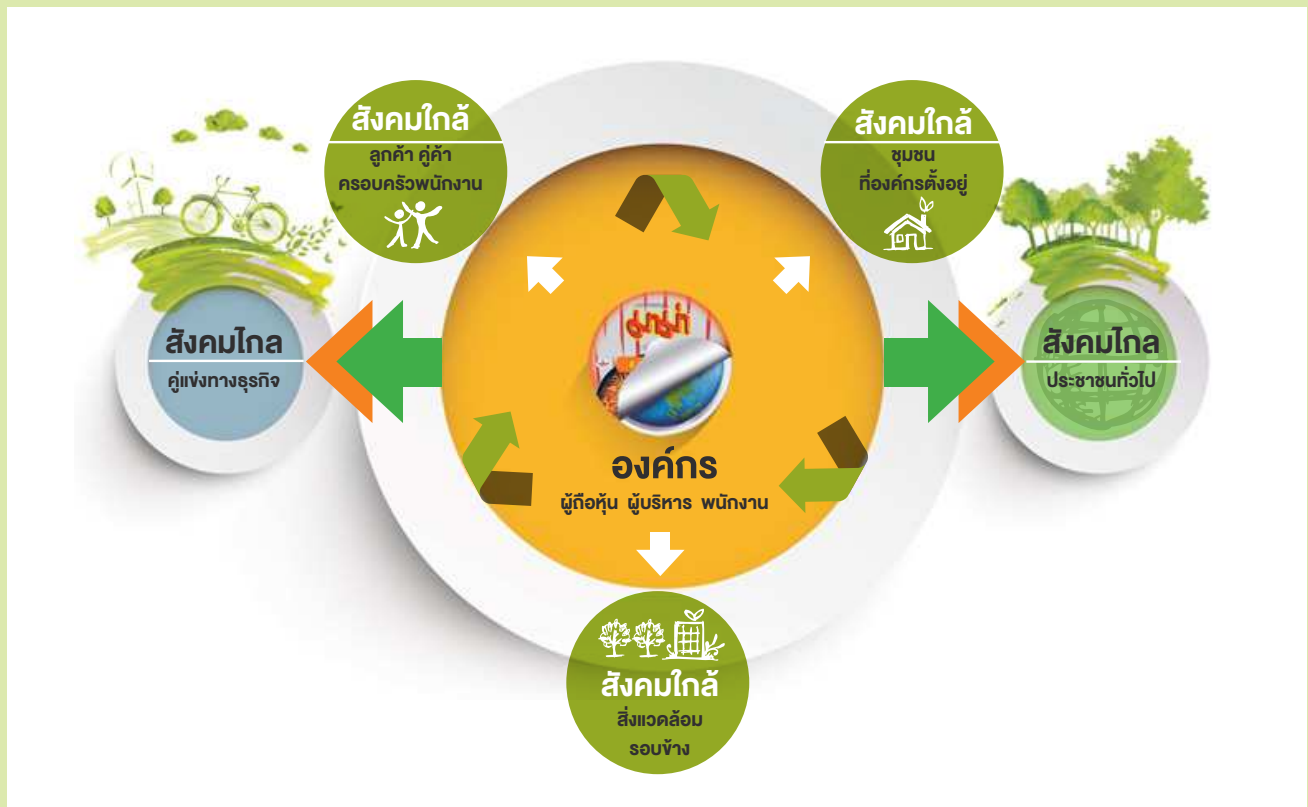 สังคมใกล้
ลูกค้า คู่ค้า
ครอบครัวพนักงาน
สังคมใกล้
ชุมชน
ที่องค์กรตั้งอยู่
สังคมไกล
คู่แข่งทางธุรกิจ
มาม่า
องค์กร
ผู้ถือหุ้น ผู้บริหาร พนักงาน
สังคมไกล
ประชาชนทั่วไป
สังคมใกล้
สิ่งแวดล้อม
รอบข้าง